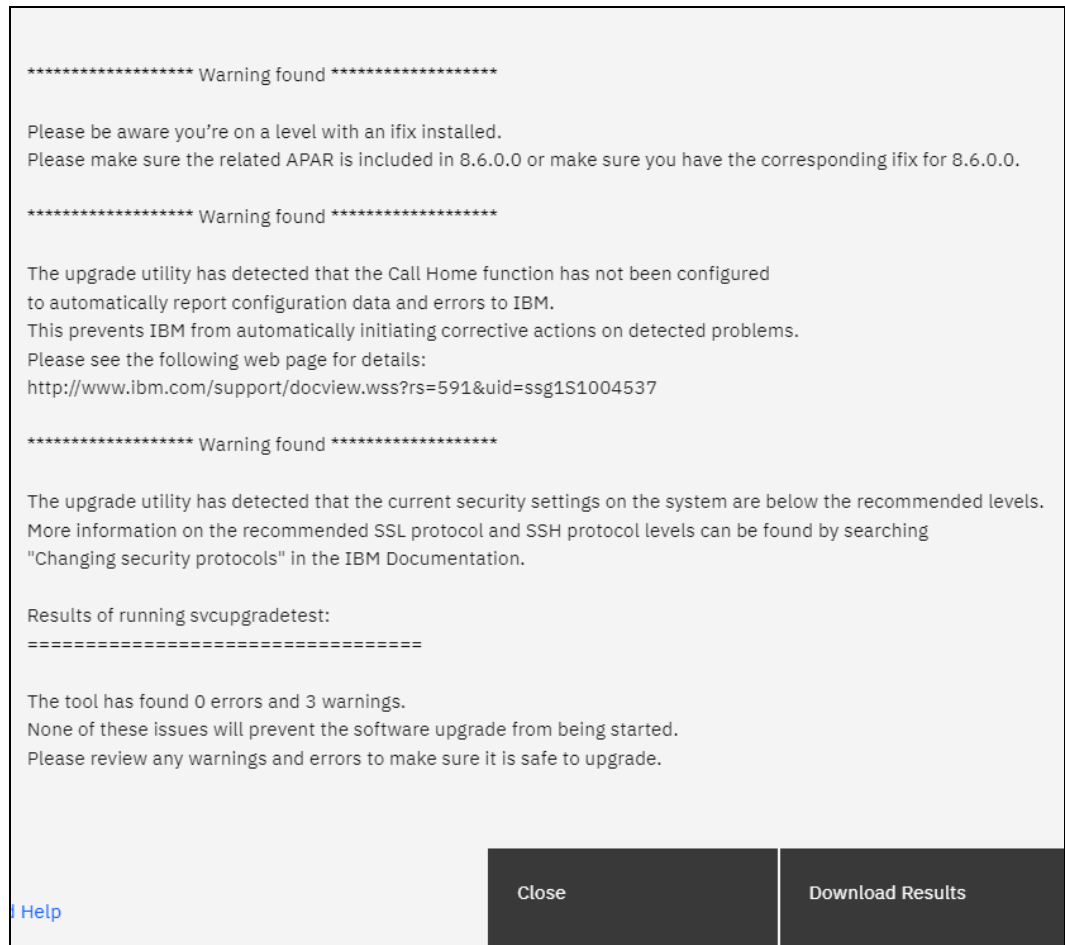 ******************* Warning found *******************
Please be aware you’re on a level with an ifix installed.
Please make sure the related APAR is included in 8.6.0.0 or make sure you have the corresponding ifix for 8.6.0.0.
******************* Warning found *******************
The upgrade utility has detected that the Call Home function has not been configured
to automatically report configuration data and errors to IBM.
This prevents IBM from automatically initiating corrective actions on detected problems.
Please see the following web page for details:
http://www.ibm.com/support/docview.wss?rs=591&uid=ssg1S1004537
******************* Warning found *******************
The upgrade utility has detected that the current security settings on the system are below the recommended levels.
More information on the recommended SSL protocol and SSH protocol levels can be found by searching
"Changing security protocols" in the IBM Documentation.
Results of running svcupgradetest:
==================================
The tool has found 0 errors and 3 warnings.
None of these issues will prevent the software upgrade from being started.
Please review any warnings and errors to make sure it is safe to upgrade.
Close
Download Results
Help